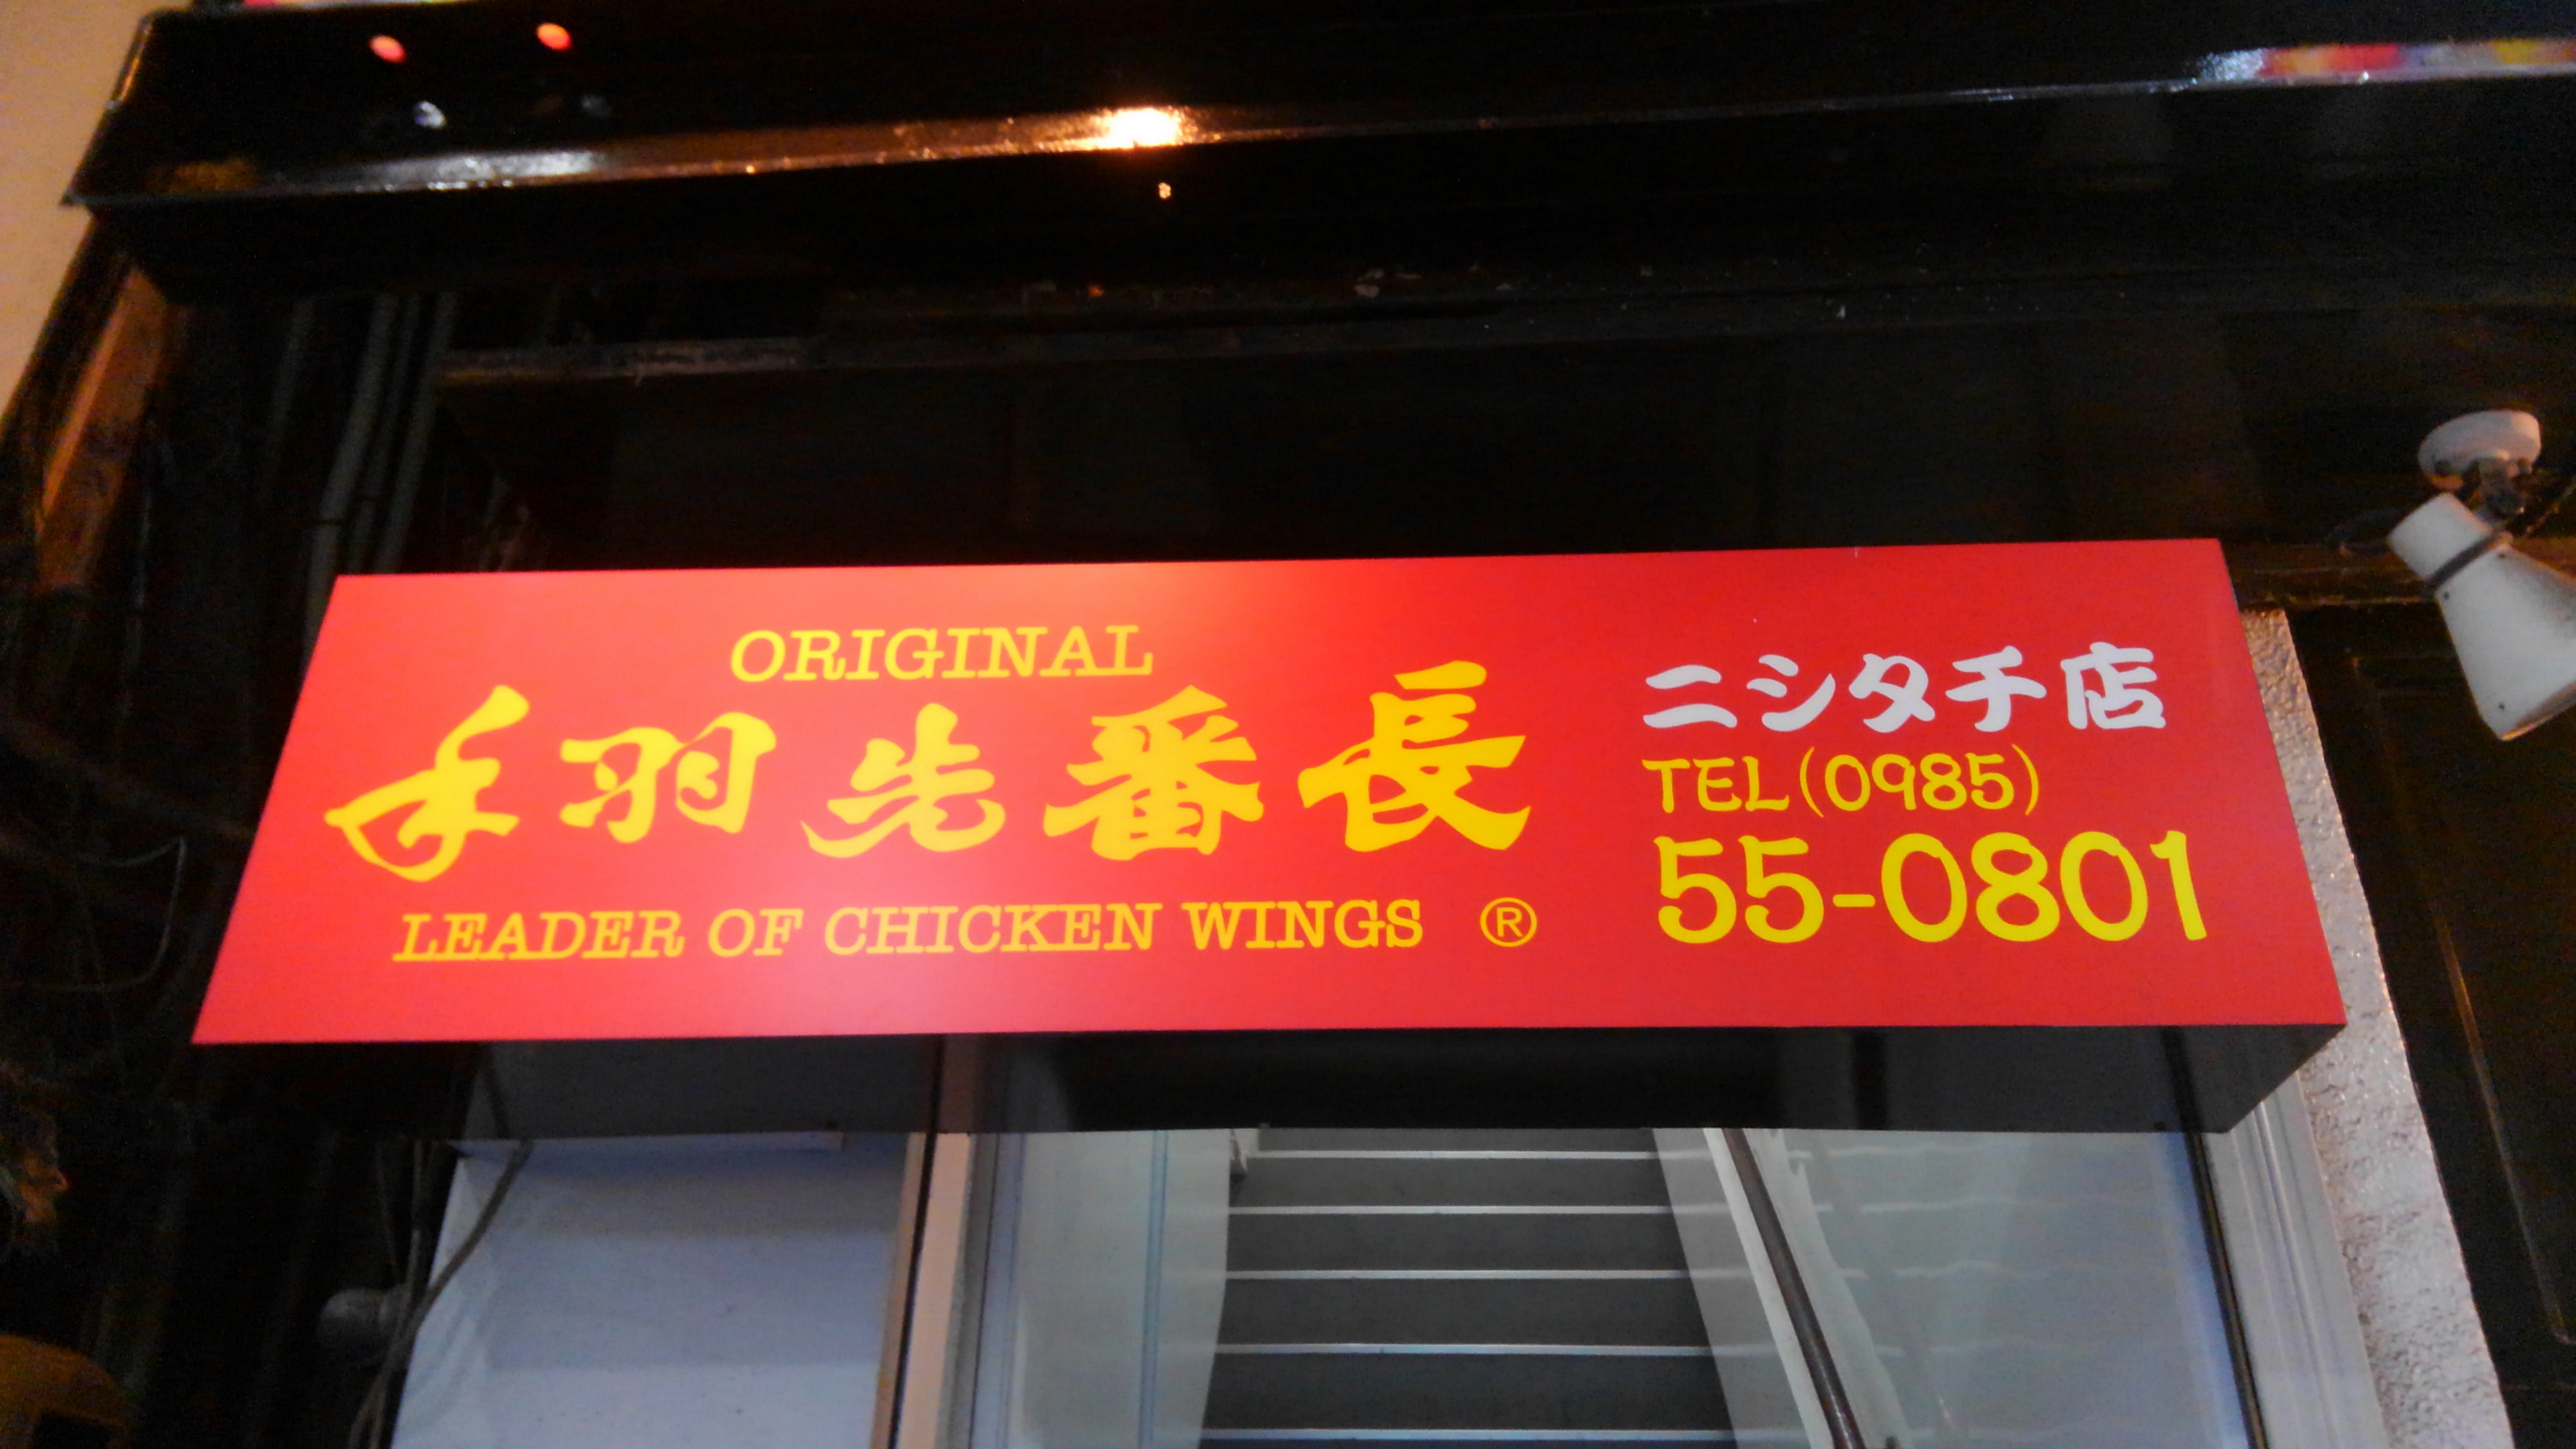 ORIGINAL
手羽先番長
LEADER OF CHICKEN WINGS ®
ニシタチ店
TEL(0985)
55-0801